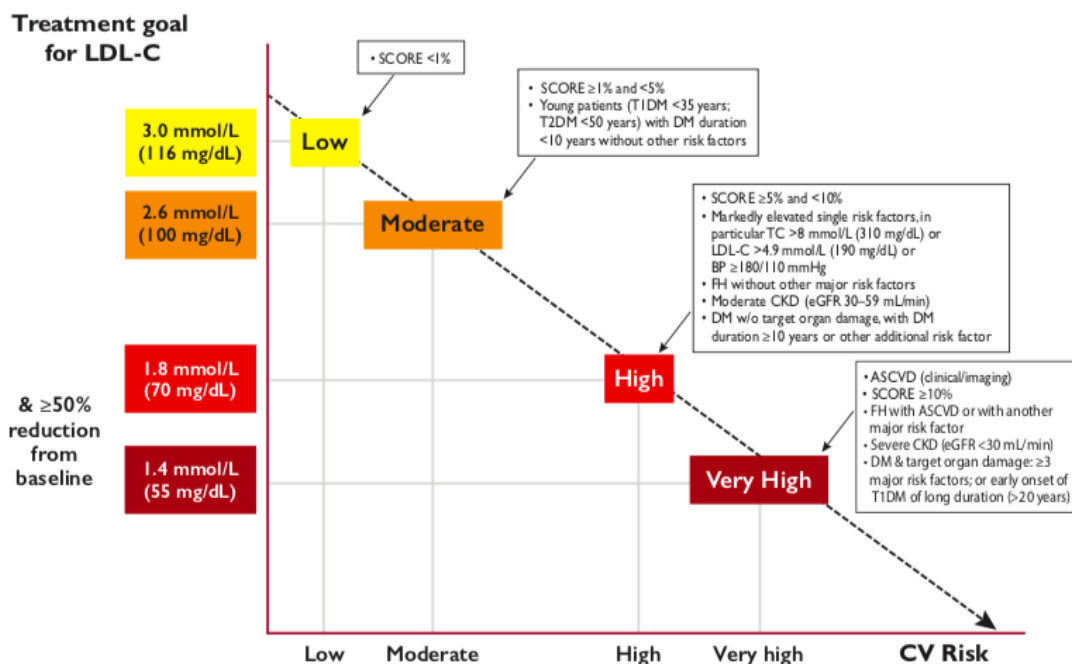 Treatment goal
for LDL-C
• SCORE <1%
• SCORE ≥1% and <5%
• Young patients (T1DM <35 years;
T2DM <50 years) with DM duration
<10 years without other risk factors
3.0 mmol/L
(116 mg/dL)
Low
2.6 mmol/L
(100 mg/dL)
Moderate
• SCORE ≥5% and <10%
• Markedly elevated single risk factors, in
particular TC >8 mmol/L (310 mg/dL) or
LDL-C >4.9 mmol/L (190 mg/dL) or
BP ≥180/110 mmHg
• FH without other major risk factors
• Moderate CKD (eGFR 30–59 mL/min)
• DM w/o target organ damage, with DM
duration ≥10 years or other additional risk factor
1.8 mmol/L
(70 mg/dL)
High
& ≥50%
reduction
from
baseline
1.4 mmol/L
(55 mg/dL)
Very High
• ASCVD (clinical/imaging)
• SCORE ≥10%
• FH with ASCVD or with another
major risk factor
• Severe CKD (eGFR <30 mL/min)
• DM & target organ damage: ≥3
major risk factors; or early onset of
T1DM of long duration (>20 years)
Low
Moderate
High
Very high
CV Risk